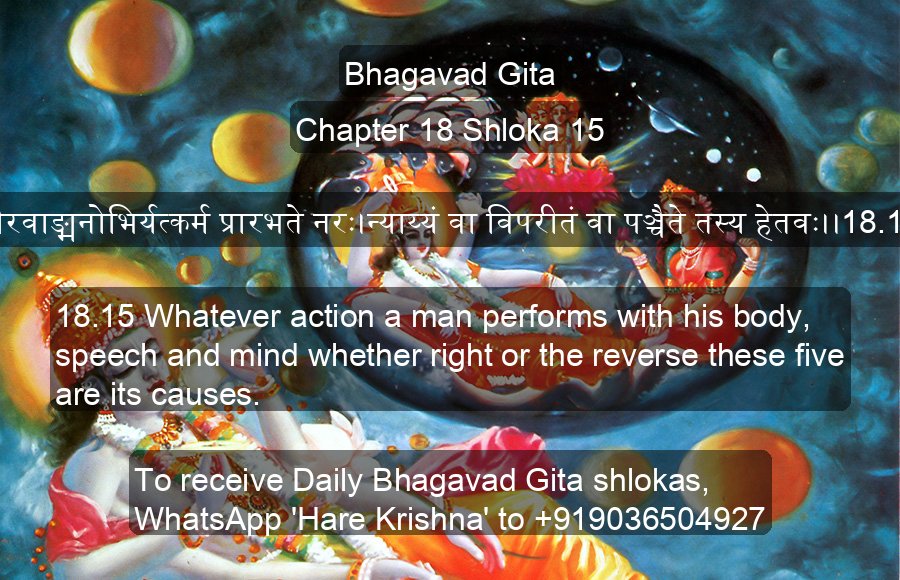 Bhagavad Gita
Chapter 18 Shloka 15
रवाङ्मनोभिर्यत्कर्म प्रारभते नरः।न्याय्यं वा विपरीतं वा पञ्चैते तस्य हेतवः।।18.1
18.15 Whatever action a man performs with his body,
speech and mind whether right or the reverse these five
are its causes.
To receive Daily Bhagavad Gita shlokas,
WhatsApp 'Hare Krishna' to +919036504927